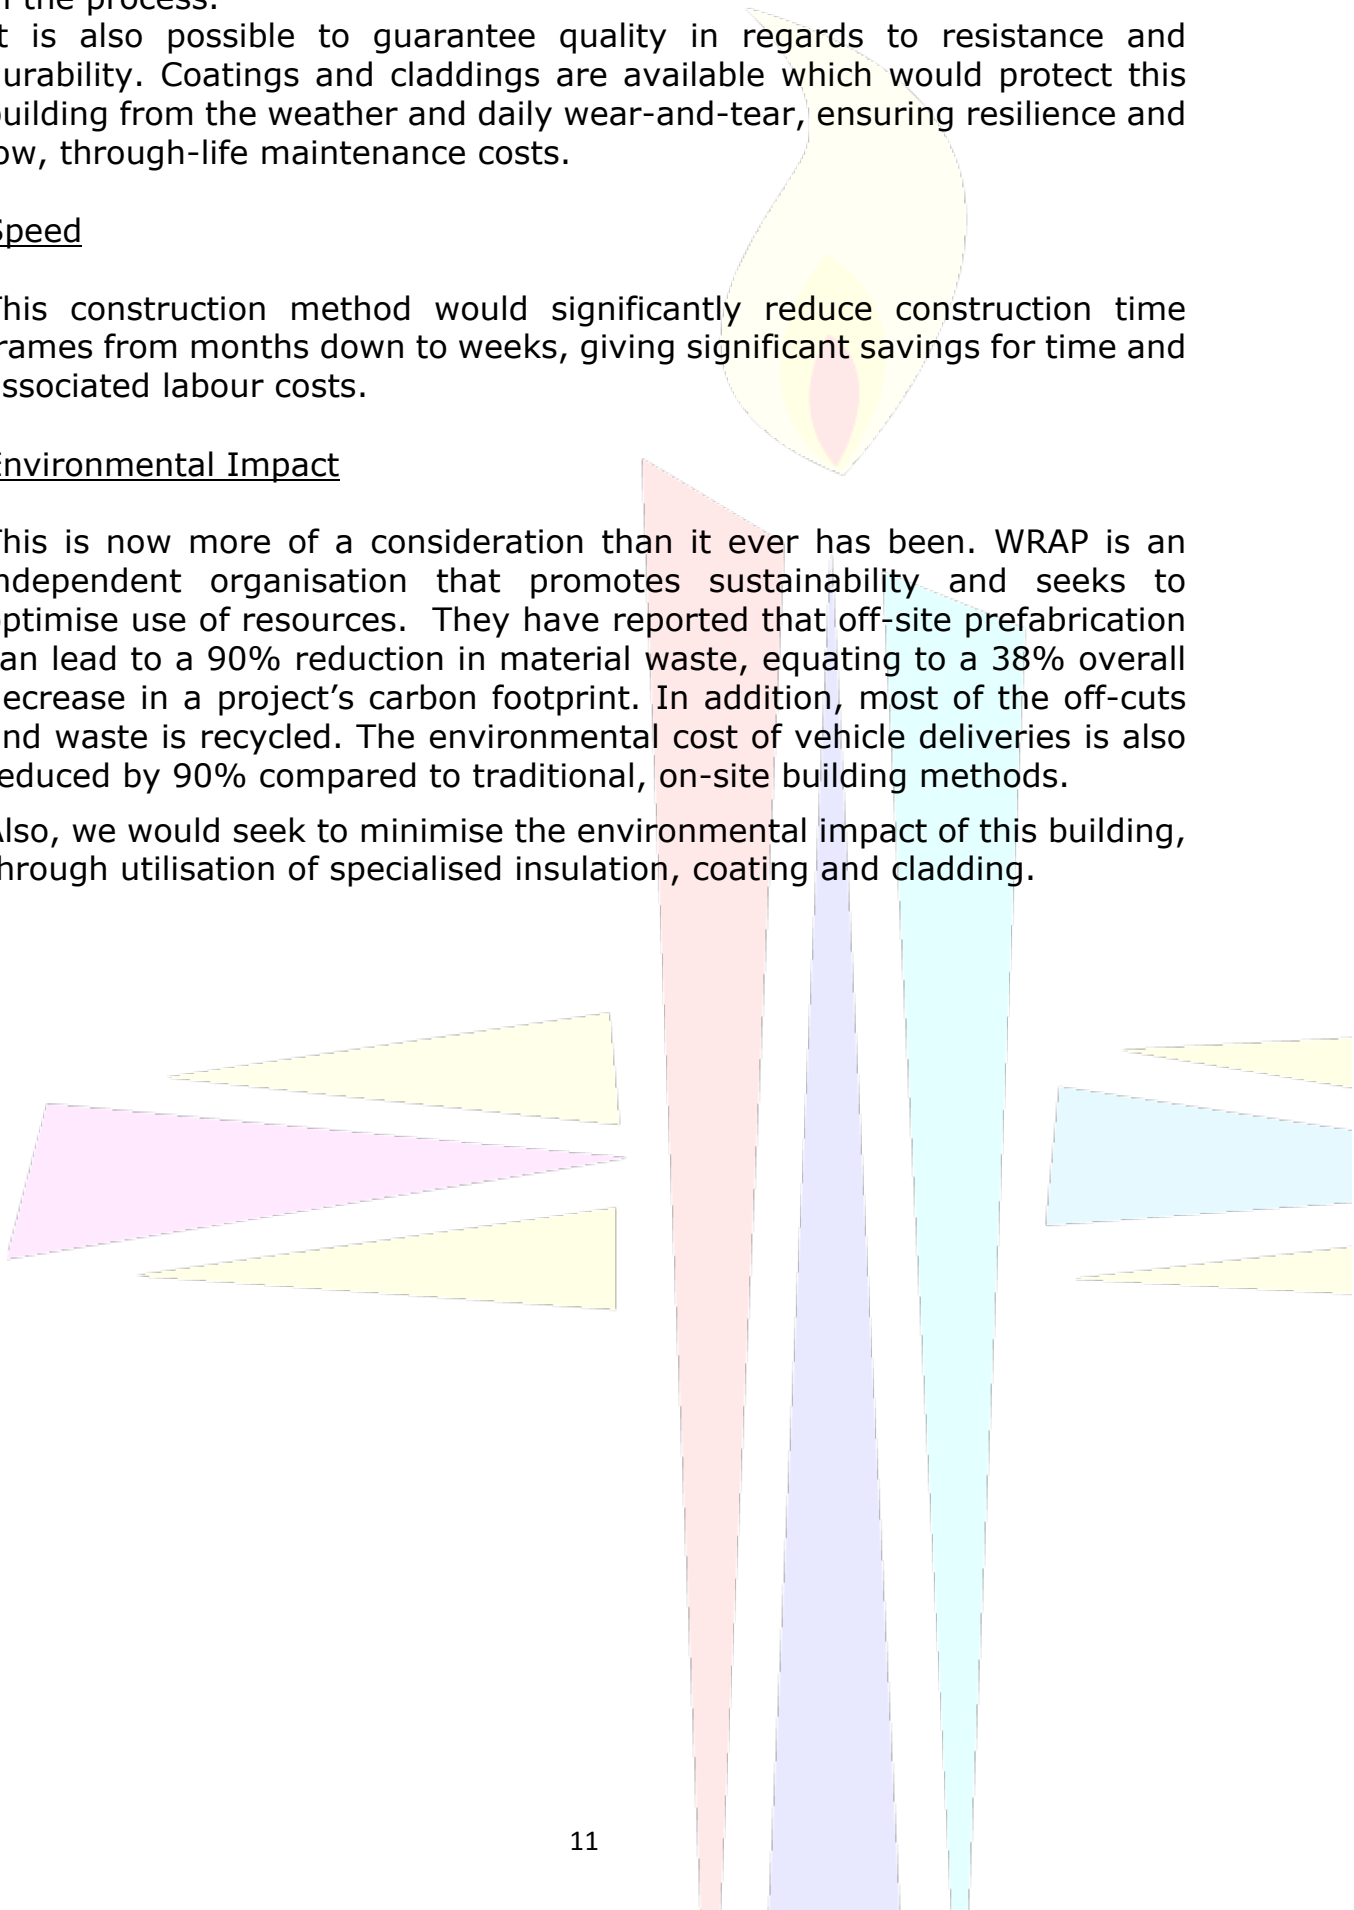 the process.
t is also possible to guarantee quality in regards to resistance and
urability. Coatings and claddings are available which would protect this
uilding from the weather and daily wear-and-tear, ensuring resilience and
ow, through-life maintenance costs.
Speed
This construction method would significantly reduce construction time
rames from months down to weeks, giving significant savings for time and
ssociated labour costs.
Environmental Impact
This is now more of a consideration than it ever has been. WRAP is an
ndependent organisation that promotes sustainability and seeks to
ptimise use of resources. They have reported that off-site prefabrication
an lead to a 90% reduction in material waste, equating to a 38% overall
ecrease in a project's carbon footprint. In addition, most of the off-cuts
nd waste is recycled. The environmental cost of vehicle deliveries is also
educed by 90% compared to traditional, on-site building methods.
Also, we would seek to minimise the environmental impact of this building,
hrough utilisation of specialised insulation, coating and cladding.
11